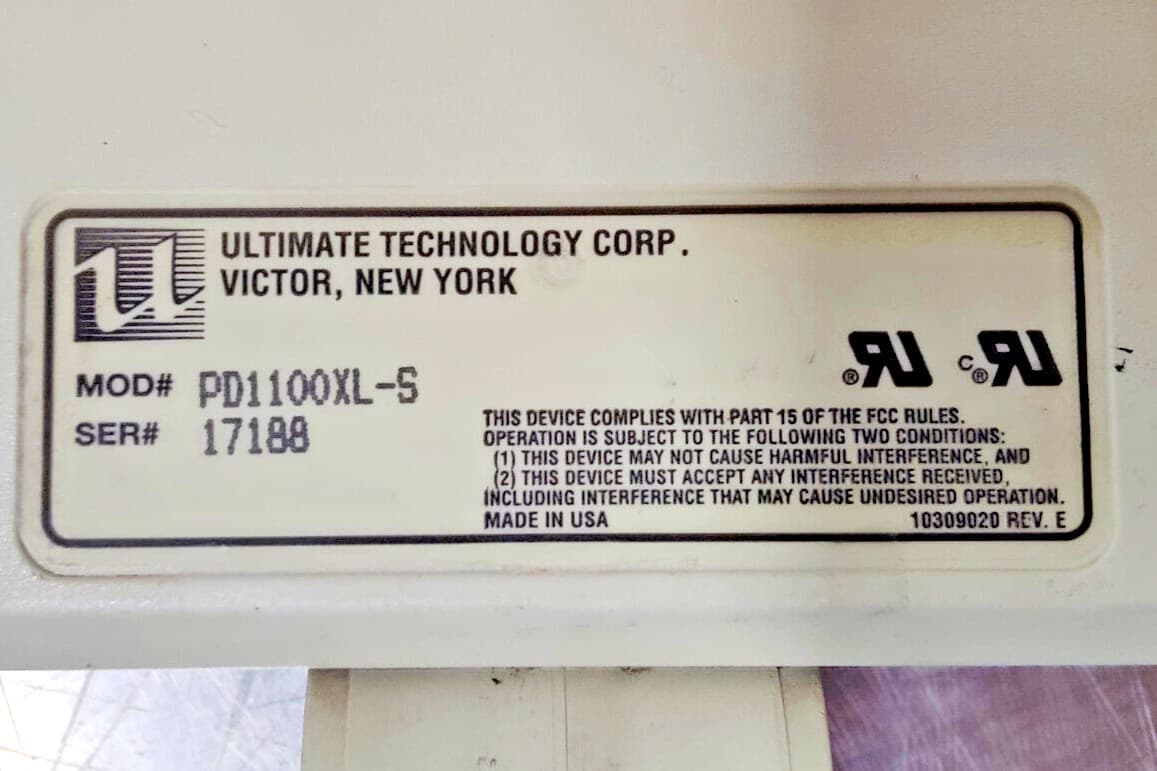 ULTIMATE TECHNOLOGY CORP.
VICTOR, NEW YORK
MOD# PD1100XL-S
SER# 17188
THIS DEVICE COMPLIES WITH PART 15 OF THE FCC RULES.
OPERATION IS SUBJECT TO THE FOLLOWING TWO CONDITIONS:
(1) THIS DEVICE MAY NOT CAUSE HARMFUL INTERFERENCE, AND
(2) THIS DEVICE MUST ACCEPT ANY INTERFERENCE RECEIVED,
INCLUDING INTERFERENCE THAT MAY CAUSE UNDESIRED OPERATION.
MADE IN USA 10309020 REV. E